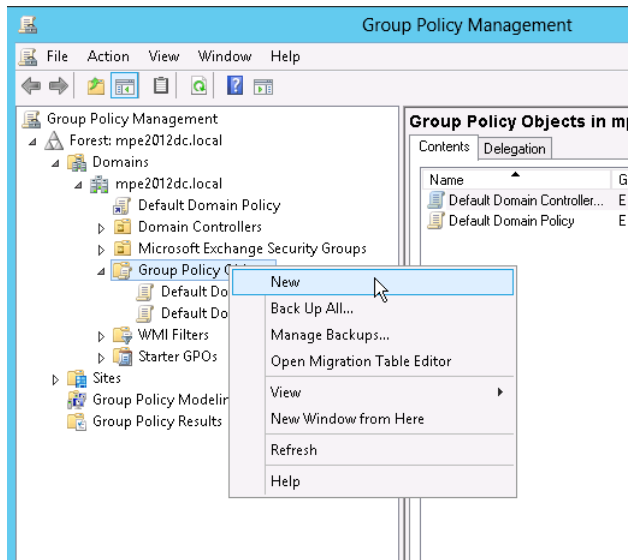 Group Policy Management
File Action View Window Help
Group Policy Management
Forest: mpe2012dc.local
Domains
mpe2012dc.local
Default Domain Policy
Domain Controllers
Microsoft Exchange Security Groups
Group Policy
Default Do
Default Do
WMI Filters
Starter GPOs
Sites
Group Policy Modelin
Group Policy Results
New
Back Up All...
Manage Backups...
Open Migration Table Editor
View
New Window from Here
Refresh
Help
Group Policy Objects in m
Contents Delegation
Name G
Default Domain Controller... E
Default Domain Policy E